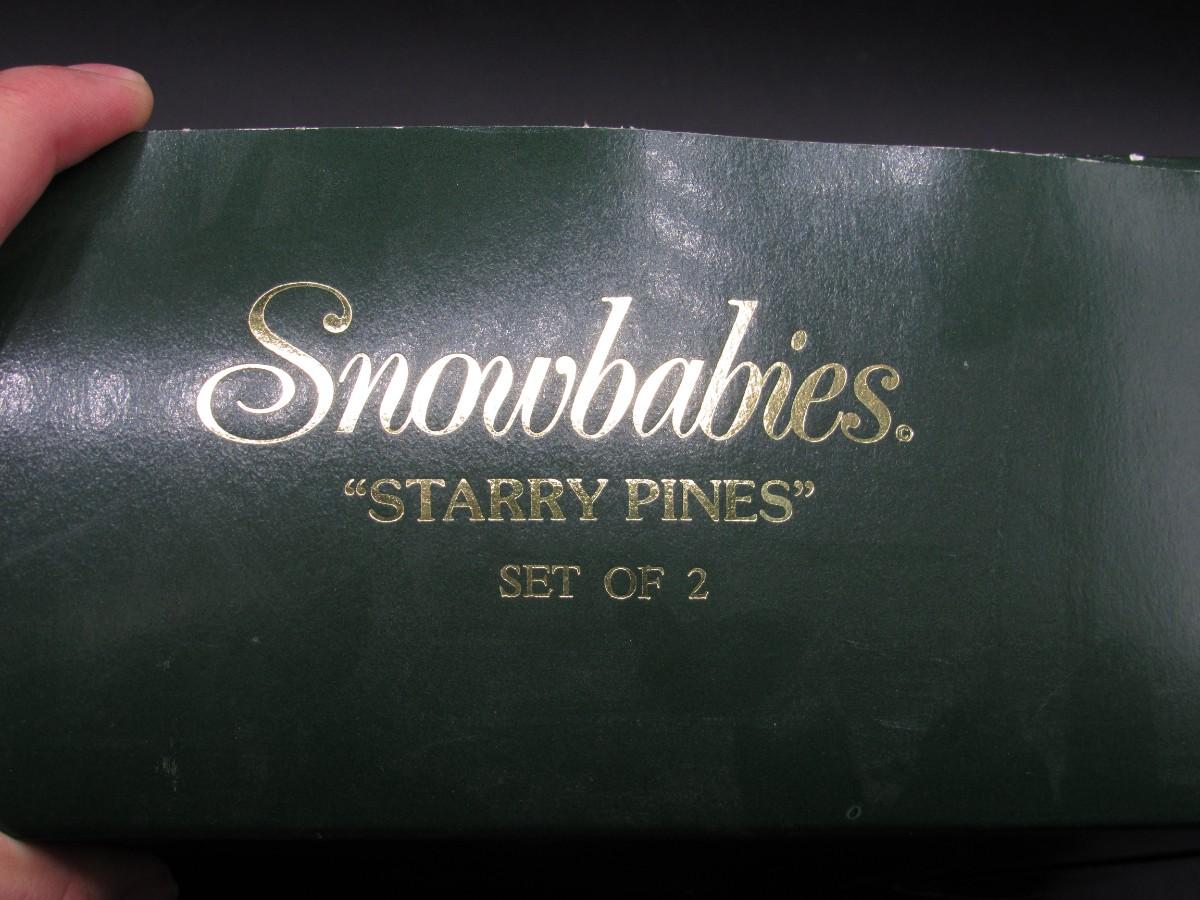 Snowbabies©
“STARRY PINES”
SET OF 2